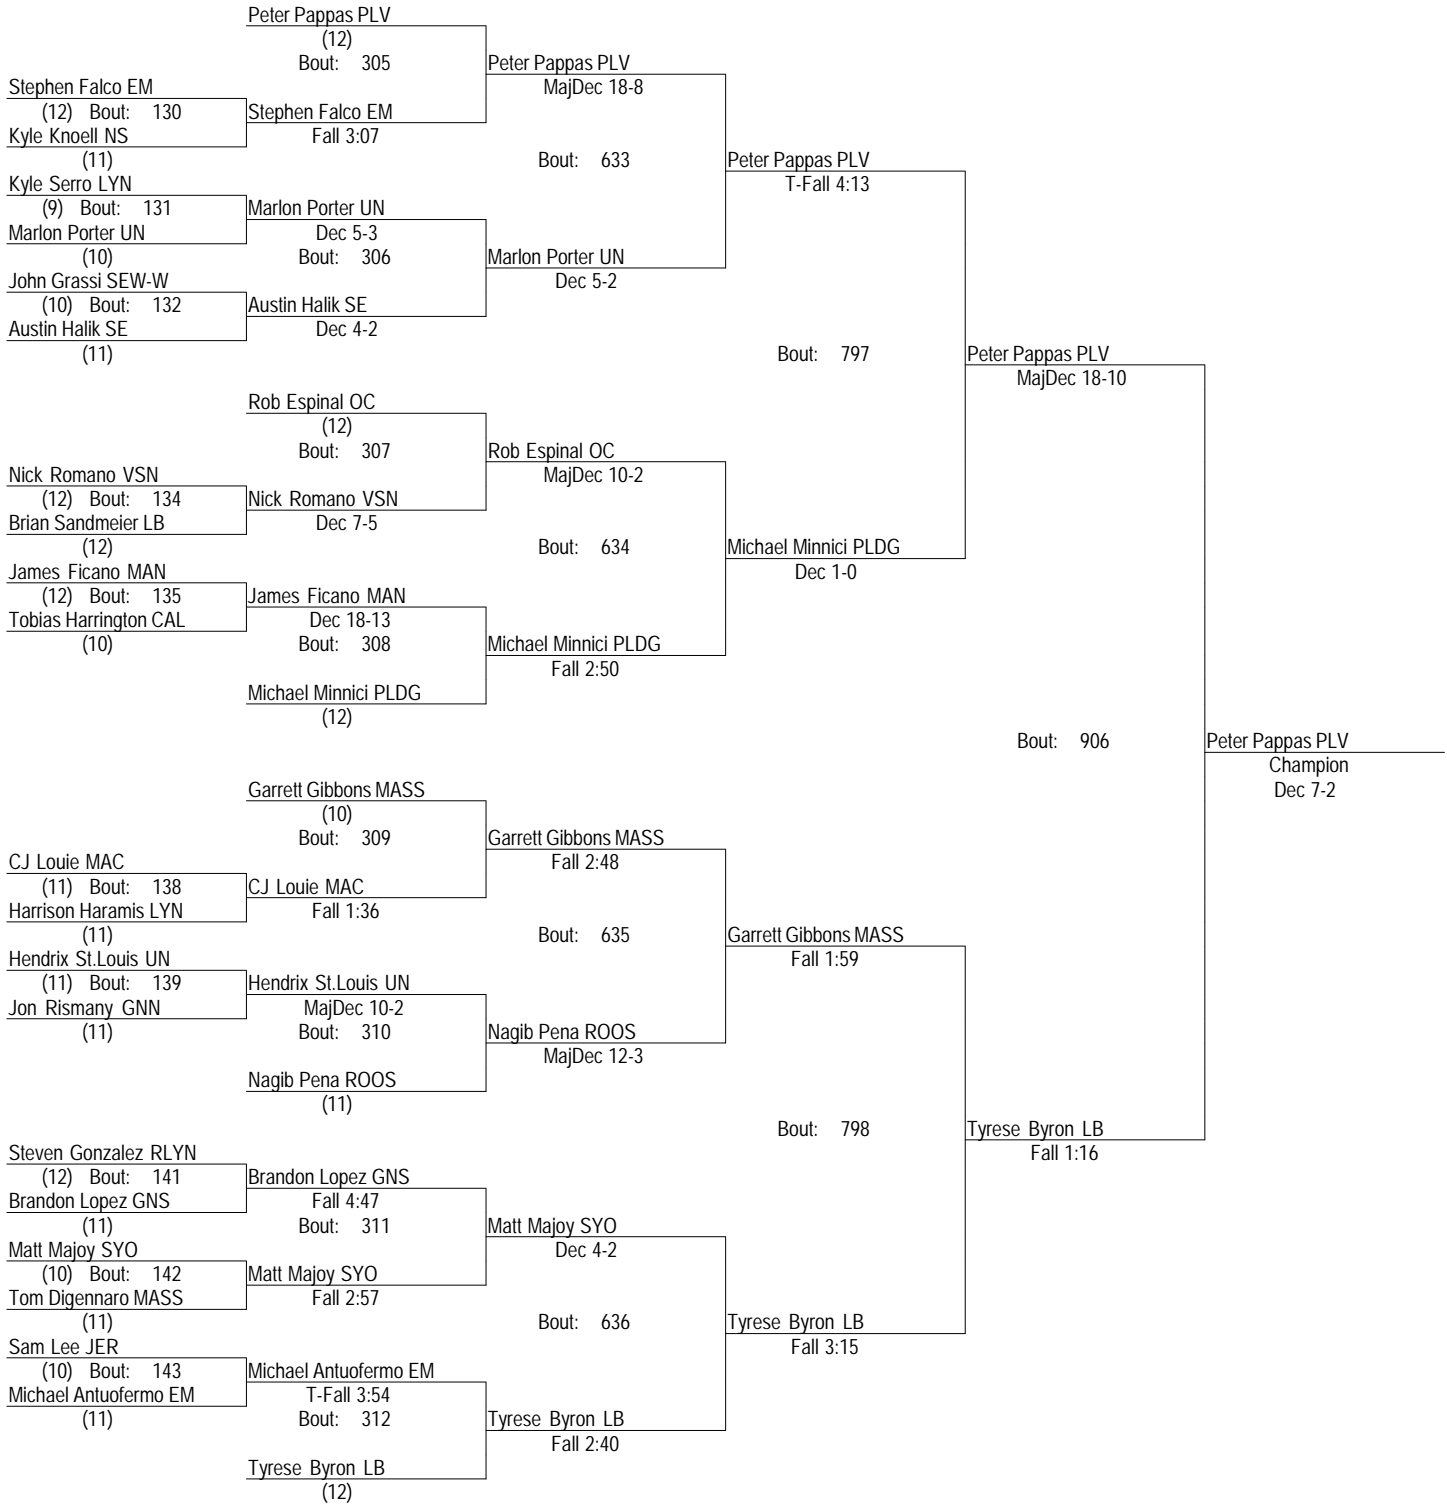 Peter Pappas PLV
(12)
Bout: 305
Peter Pappas PLV
Stephen Falco EM
MajDec 18-8
(12) Bout: 130
Stephen Falco EM
Kyle Knoell NS
Fall 3:07
(11)
Bout: 633
Peter Pappas PLV
Kyle Serro LYN
T-Fall 4:13
(9) Bout: 131
Marlon Porter UN
Marlon Porter UN
Dec 5-3
(10)
Bout: 306
Marlon Porter UN
John Grassi SEW-W
Dec 5-2
(10) Bout: 132
Austin Halik SE
Austin Halik SE
Dec 4-2
(11)
Bout: 797
Peter Pappas PLV
MajDec 18-10
Rob Espinal OC
(12)
Bout: 307
Rob Espinal OC
Nick Romano VSN
MajDec 10-2
(12) Bout: 134
Nick Romano VSN
Brian Sandmeier LB
Dec 7-5
(12)
Bout: 634
Michael Minnici PLDG
James Ficano MAN
Dec 1-0
(12) Bout: 135
James Ficano MAN
Tobias Harrington CAL
Dec 18-13
(10)
Bout: 308
Michael Minnici PLDG
Fall 2:50
Michael Minnici PLDG
(12)
Bout: 906
Peter Pappas PLV
Champion
Dec 7-2
Garrett Gibbons MASS
(10)
Bout: 309
Garrett Gibbons MASS
CJ Louie MAC
Fall 2:48
(11) Bout: 138
CJ Louie MAC
Harrison Haramis LYN
Fall 1:36
(11)
Bout: 635
Garrett Gibbons MASS
Hendrix St.Louis UN
Fall 1:59
(11) Bout: 139
Hendrix St.Louis UN
Jon Rismany GNN
MajDec 10-2
(11)
Bout: 310
Nagib Pena ROOS
MajDec 12-3
Nagib Pena ROOS
(11)
Bout: 798
Tyrese Byron LB
Steven Gonzalez RLYN
Fall 1:16
(12) Bout: 141
Brandon Lopez GNS
Brandon Lopez GNS
Fall 4:47
(11)
Bout: 311
Matt Majoy SYO
Matt Majoy SYO
Dec 4-2
(10) Bout: 142
Matt Majoy SYO
Tom Digennaro MASS
Fall 2:57
(11)
Bout: 636
Tyrese Byron LB
Sam Lee JER
Fall 3:15
(10) Bout: 143
Michael Antuofermo EM
Michael Antuofermo EM
T-Fall 3:54
(11)
Bout: 312
Tyrese Byron LB
Fall 2:40
Tyrese Byron LB
(12)